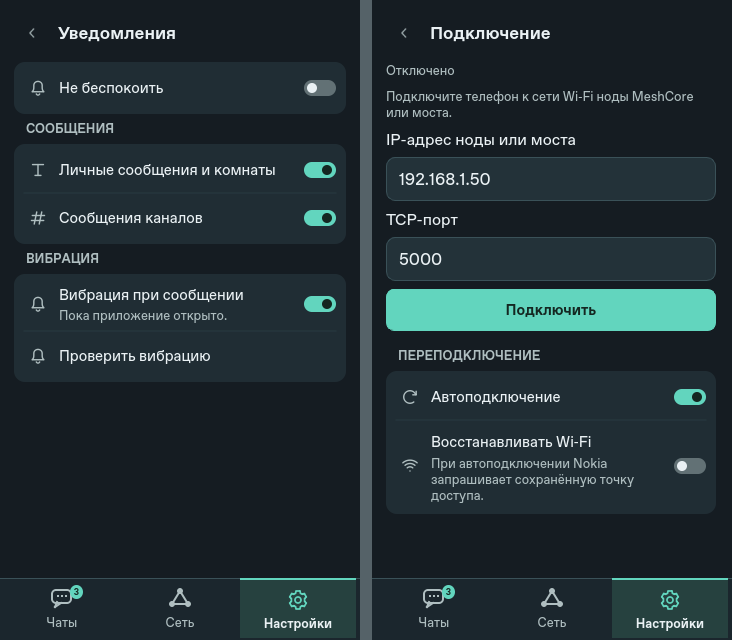 Уведомления
Не беспокоить
СООБЩЕНИЯ
Личные сообщения и комнаты
Сообщения каналов
ВИБРАЦИЯ
Вибрация при сообщении
Пока приложение открыто.
Проверить вибрацию
3
Чаты
Сеть
Настройки
Подключение
Отключено
Подключите телефон к сети Wi-Fi ноды MeshCore
или моста.
IP-адрес ноды или моста
192.168.1.50
TCP-порт
5000
Подключить
ПЕРЕПОДКЛЮЧЕНИЕ
Автоподключение
Восстанавливать Wi-Fi
При автоподключении Nokia
запрашивает сохранённую точку
доступа.
3
Чаты
Сеть
Настройки